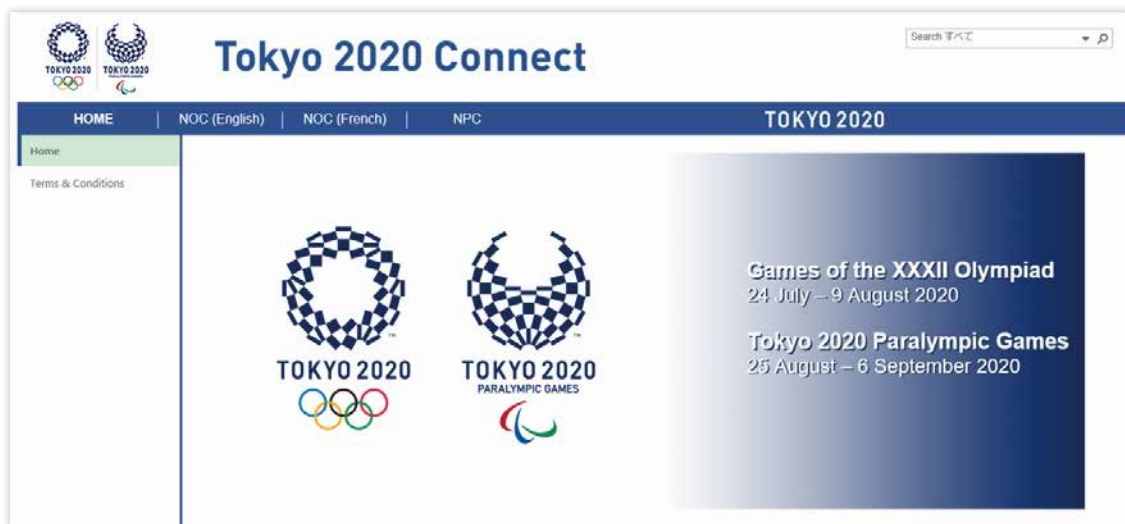 TOKYO 2020
TOKYO 2020
PARALYMPIC GAMES
Tokyo 2020 Connect
Search すべて
HOME | NOC (English) | NOC (French) | NPC
TOKYO 2020
Home
Terms & Conditions
TOKYO 2020
TOKYO 2020
PARALYMPIC GAMES
Games of the XXXII Olympiad
24 July – 9 August 2020
Tokyo 2020 Paralympic Games
25 August – 6 September 2020